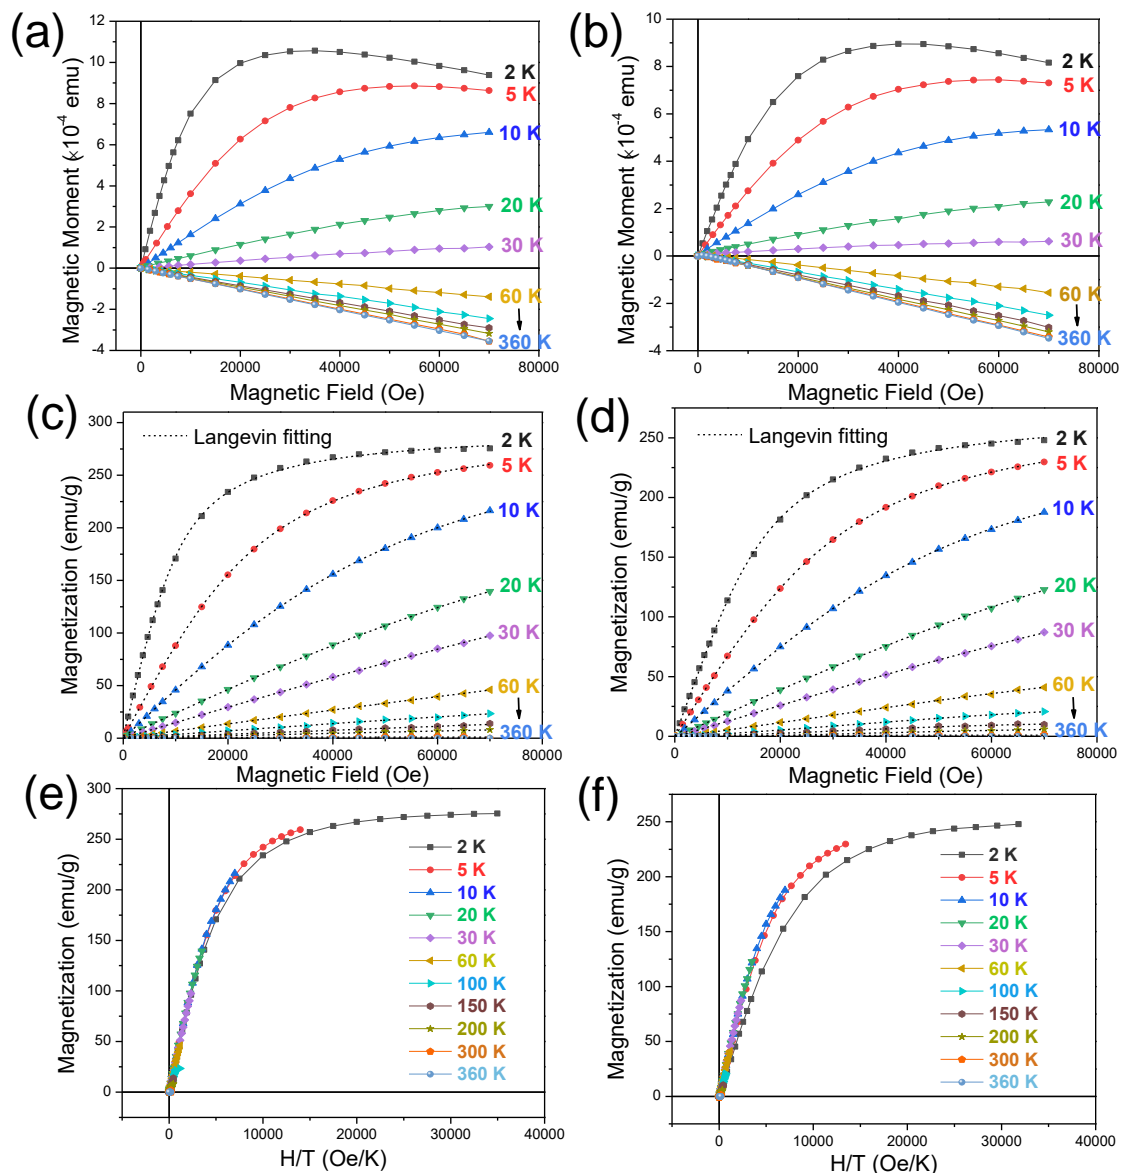 (a)
12
10
8
6
4
2
0
-2
-4
Magnetic Moment (×10⁻⁴ emu)
2 K
5 K
10 K
20 K
30 K
60 K
360 K
0 20000 40000 60000 80000
Magnetic Field (Oe)
(b)
10
8
6
4
2
0
-2
-4
Magnetic Moment (×10⁻⁴ emu)
2 K
5 K
10 K
20 K
30 K
60 K
360 K
0 20000 40000 60000 80000
Magnetic Field (Oe)
(c)
300
250
200
150
100
50
0
Magnetization (emu/g)
Langevin fitting
2 K
5 K
10 K
20 K
30 K
60 K
360 K
0 20000 40000 60000 80000
Magnetic Field (Oe)
(d)
250
200
150
100
50
0
Magnetization (emu/g)
Langevin fitting
2 K
5 K
10 K
20 K
30 K
60 K
360 K
0 20000 40000 60000 80000
Magnetic Field (Oe)
(e)
300
250
200
150
100
50
0
Magnetization (emu/g)
2 K
5 K
10 K
20 K
30 K
60 K
100 K
150 K
200 K
300 K
360 K
0 10000 20000 30000 40000
H/T (Oe/K)
(f)
250
200
150
100
50
0
Magnetization (emu/g)
2 K
5 K
10 K
20 K
30 K
60 K
100 K
150 K
200 K
300 K
360 K
0 10000 20000 30000 40000
H/T (Oe/K)